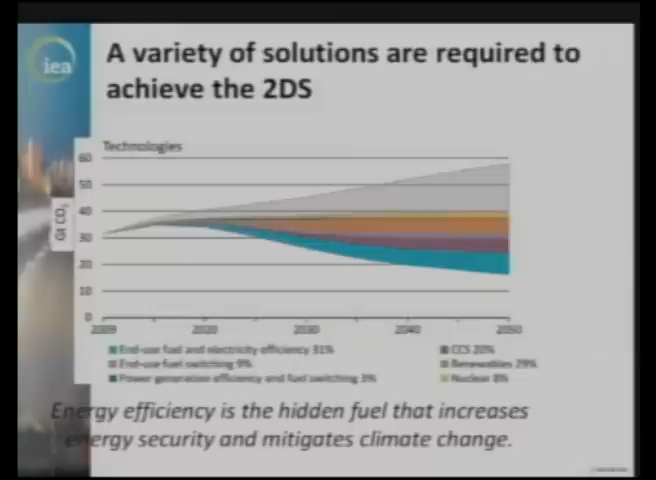 iea
A variety of solutions are required to
achieve the 2DS
Technologies
60
50
40
30
20
10
0
Gt CO₂
2009 2020 2030 2040 2050
End-use fuel and electricity efficiency 31%
End-use fuel switching 9%
Power generation efficiency and fuel switching 3%
CCS 20%
Renewables 29%
Nuclear 8%
Energy efficiency is the hidden fuel that increases
energy security and mitigates climate change.